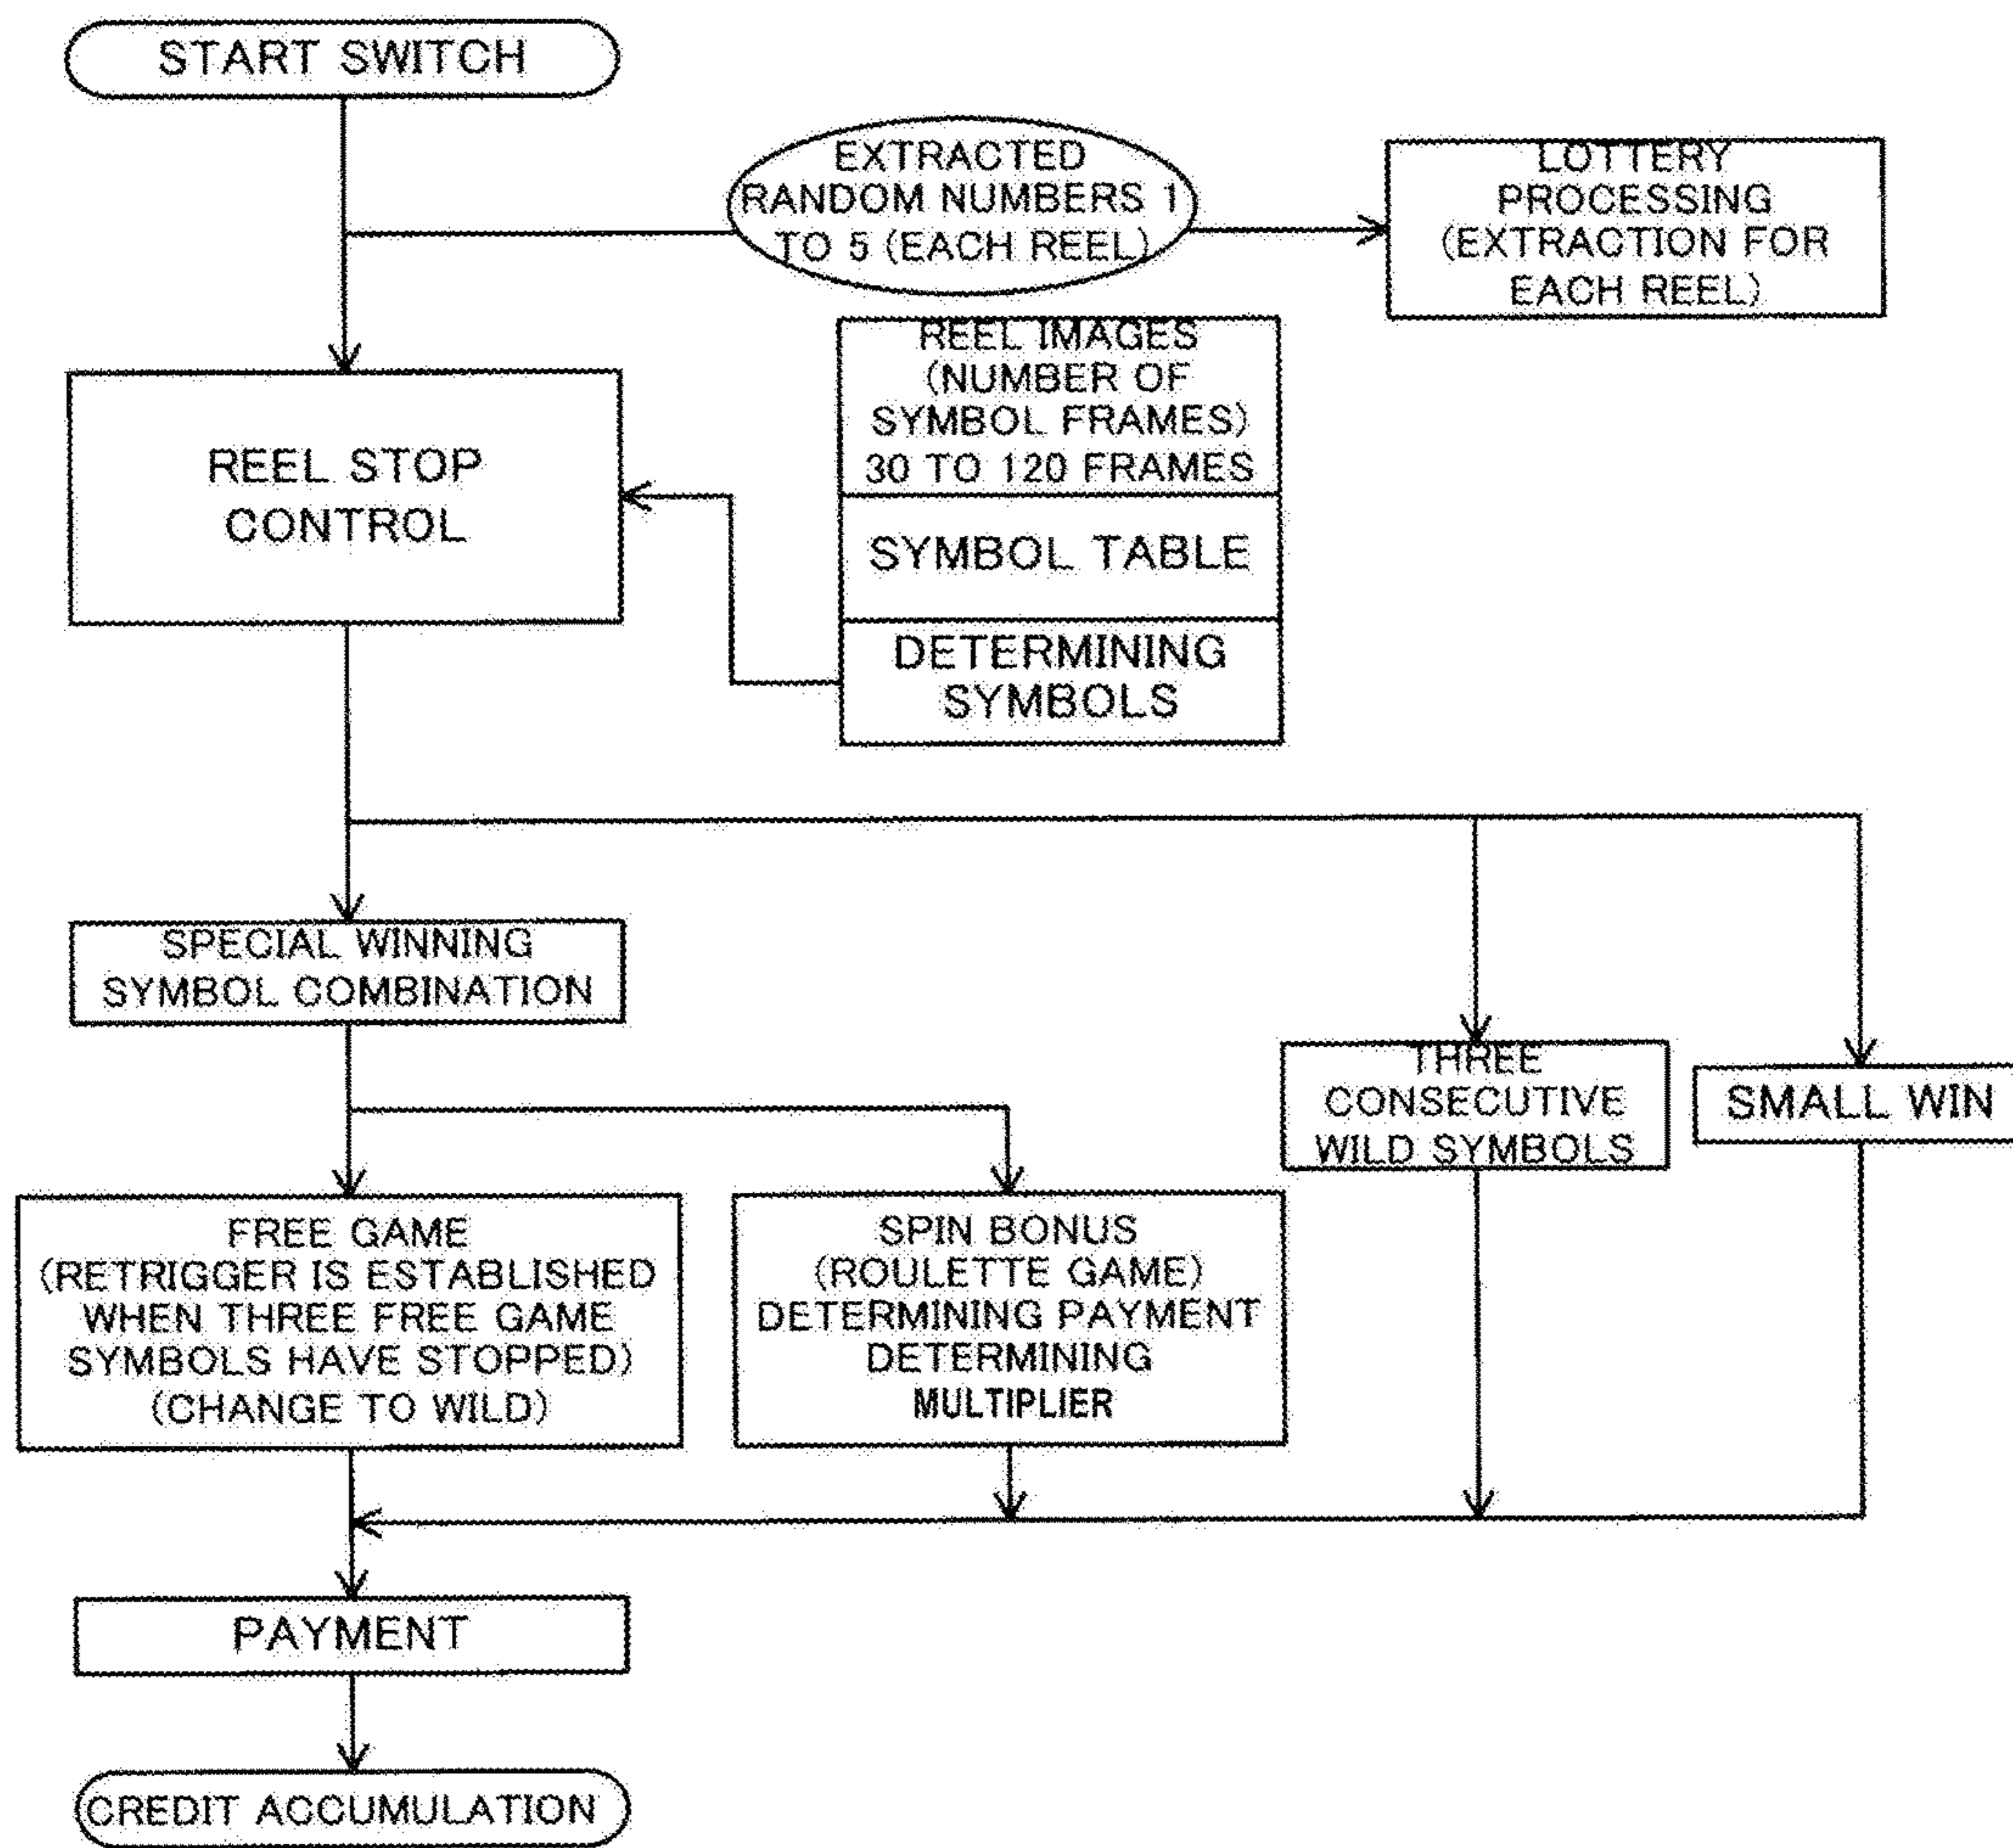 START SWITCH
EXTRACTED
RANDOM NUMBERS 1
TO 5 (EACH REEL)
LOTTERY
PROCESSING
(EXTRACTION FOR
EACH REEL)
REEL STOP
CONTROL
REEL IMAGES
(NUMBER OF
SYMBOL FRAMES)
30 TO 120 FRAMES
SYMBOL TABLE
DETERMINING
SYMBOLS
SPECIAL WINNING
SYMBOL COMBINATION
THREE
CONSECUTIVE
WILD SYMBOLS
SMALL WIN
FREE GAME
(RETRIGGER IS ESTABLISHED
WHEN THREE FREE GAME
SYMBOLS HAVE STOPPED)
(CHANGE TO WILD)
SPIN BONUS
(ROULETTE GAME)
DETERMINING PAYMENT
DETERMINING
MULTIPLIER
PAYMENT
CREDIT ACCUMULATION